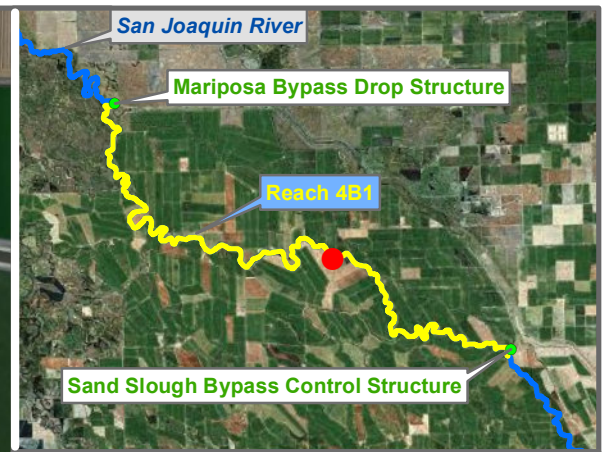 San Joaquin River
Mariposa Bypass Drop Structure
Reach 4B1
Sand Slough Bypass Control Structure